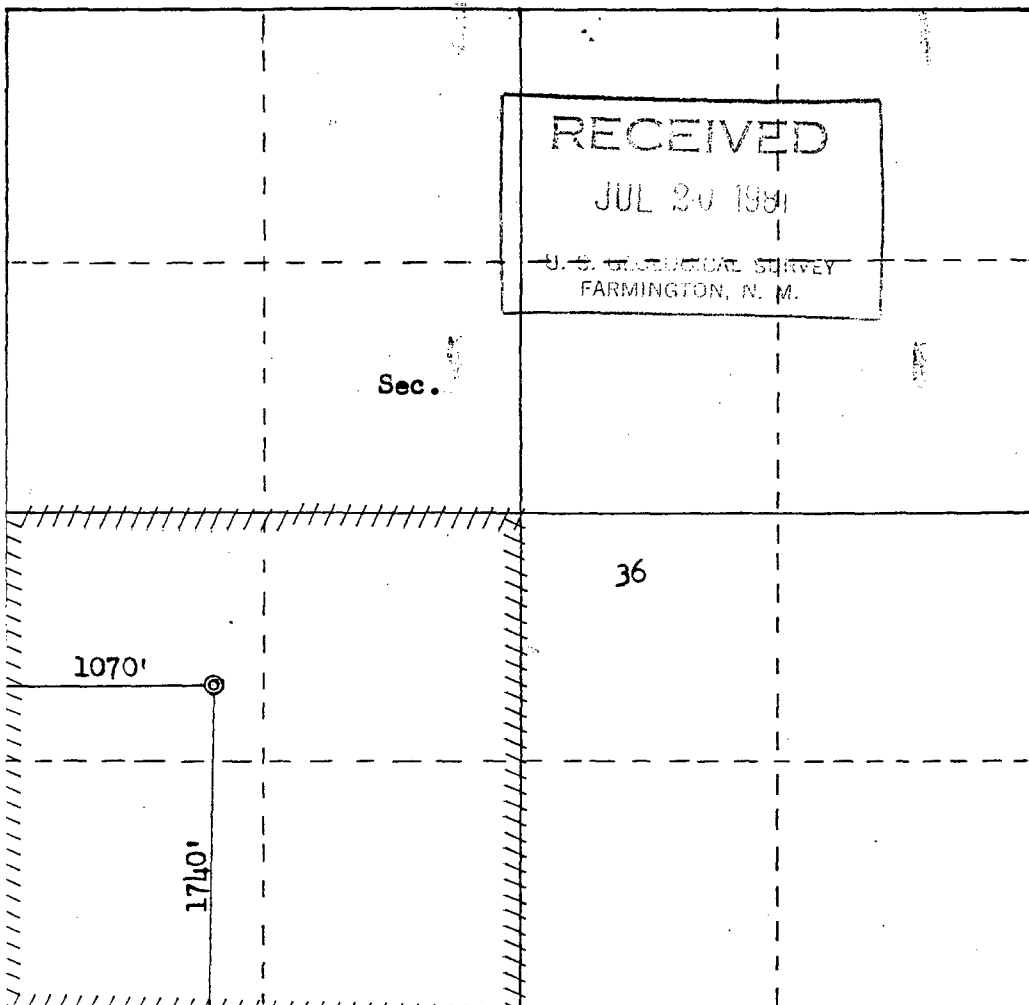 RECEIVED
JUL 20 1981
U. S. GEOLOGICAL SURVEY
FARMINGTON, N. M.
Sec.
36
1070'
1740'